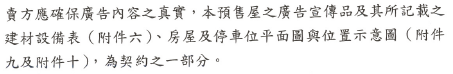 賣方應確保廣告內容之真實，本預售屋之廣告宣傳品及其所記載之
建材設備表（附件六）、房屋及停車位平面圖與位置示意圖（附件
九及附件十），為契約之一部分。